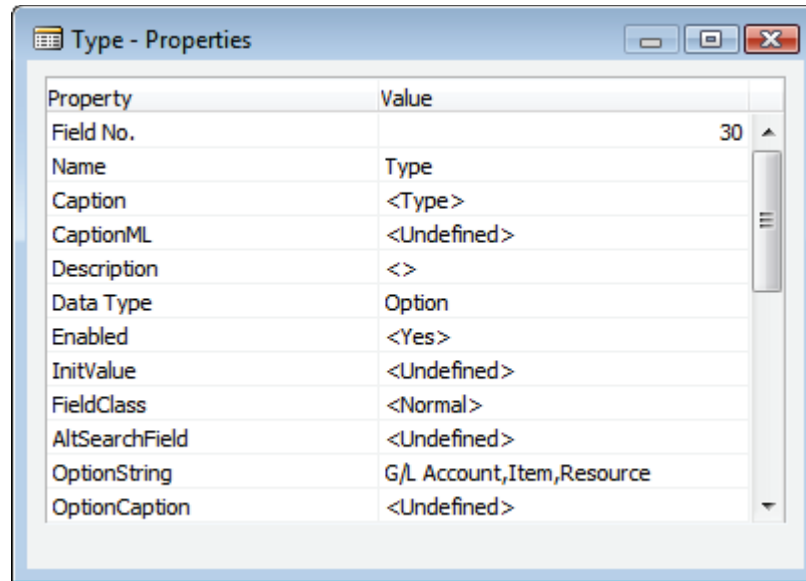 Type - Properties
Property Value
Field No. 30
Name Type
Caption <Type>
CaptionML <Undefined>
Description <>
Data Type Option
Enabled <Yes>
InitValue <Undefined>
FieldClass <Normal>
AltSearchField <Undefined>
OptionString G/L Account,Item,Resource
OptionCaption <Undefined>